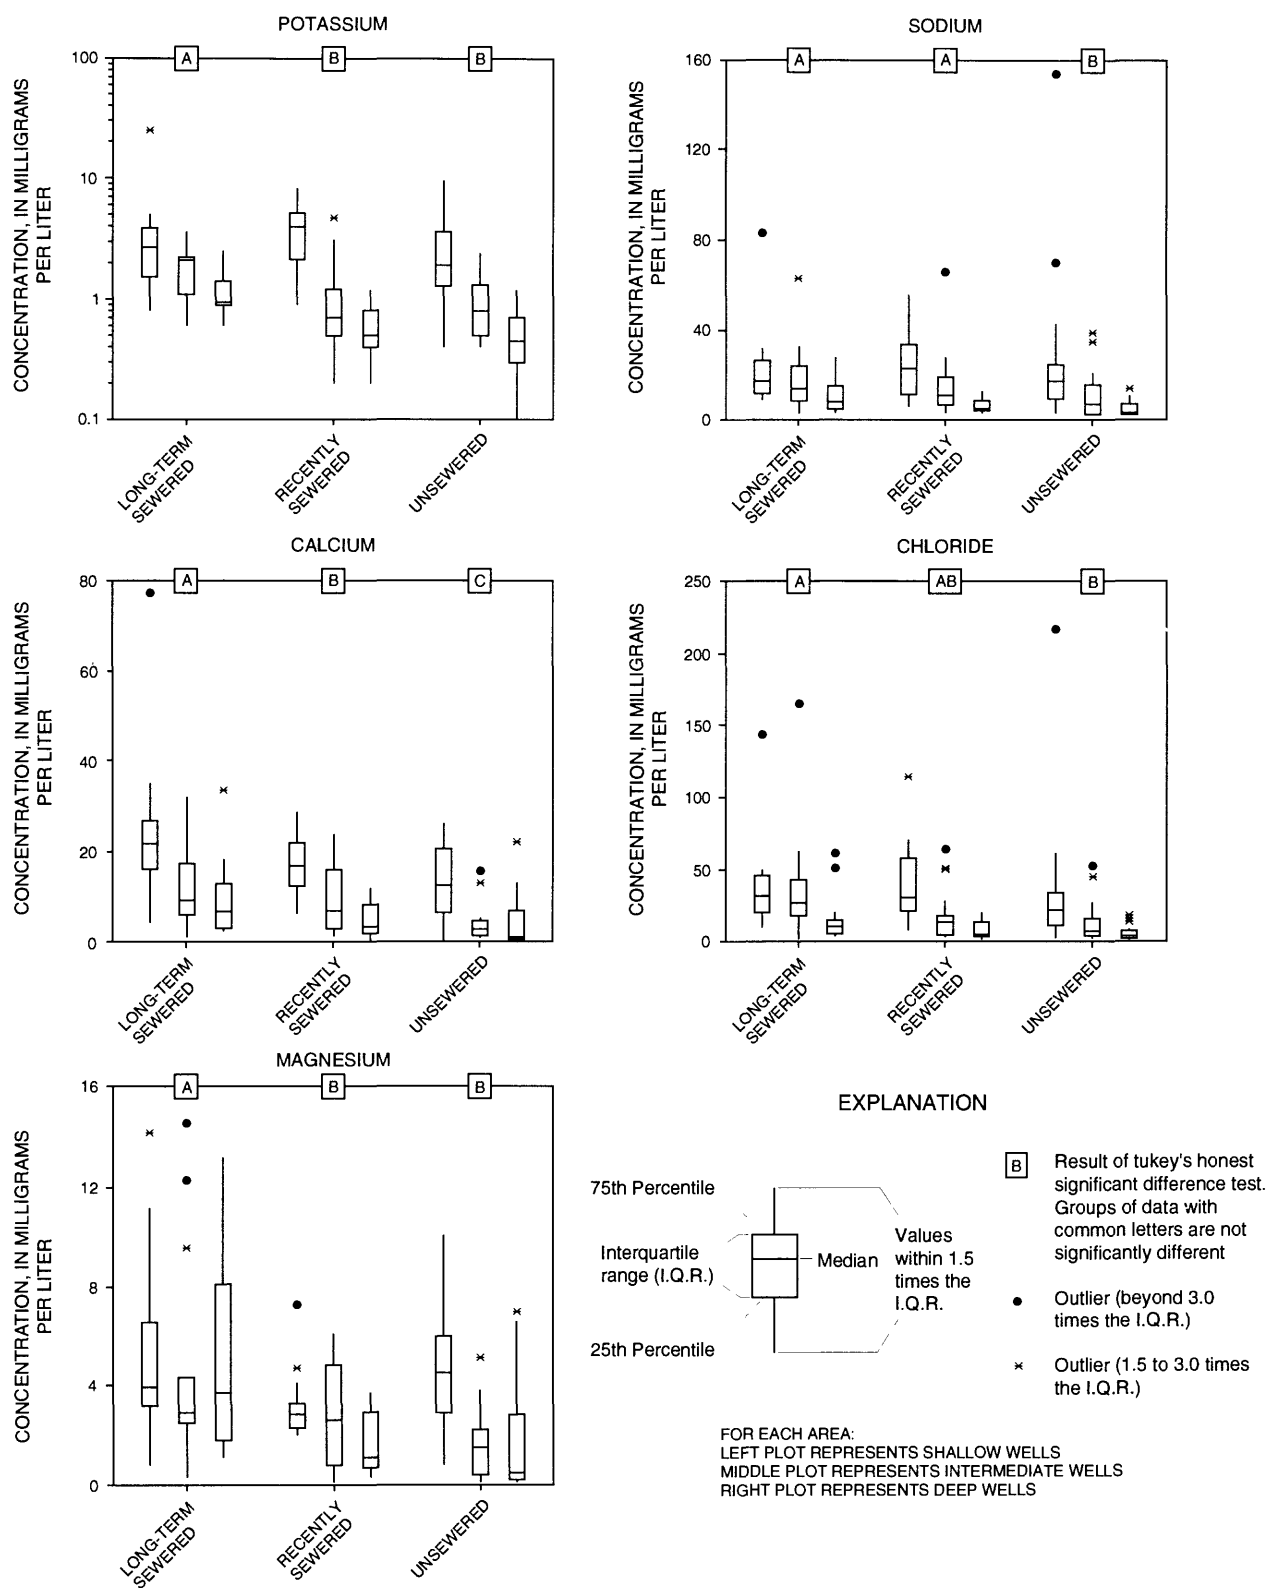 POTASSIUM
CONCENTRATION, IN MILLIGRAMS
PER LITER
100
10
1
0.1
A
B
B
LONG-TERM
SEWERED
RECENTLY
SEWERED
UNSEWERED
SODIUM
CONCENTRATION, IN MILLIGRAMS
PER LITER
160
120
80
40
0
A
A
B
LONG-TERM
SEWERED
RECENTLY
SEWERED
UNSEWERED
CALCIUM
CONCENTRATION, IN MILLIGRAMS
PER LITER
80
60
40
20
0
A
B
C
LONG-TERM
SEWERED
RECENTLY
SEWERED
UNSEWERED
CHLORIDE
CONCENTRATION, IN MILLIGRAMS
PER LITER
250
200
150
100
50
0
A
AB
B
LONG-TERM
SEWERED
RECENTLY
SEWERED
UNSEWERED
MAGNESIUM
CONCENTRATION, IN MILLIGRAMS
PER LITER
16
12
8
4
0
A
B
B
LONG-TERM
SEWERED
RECENTLY
SEWERED
UNSEWERED
EXPLANATION
75th Percentile
Interquartile
range (I.Q.R.)
25th Percentile
Median
Values
within 1.5
times the
I.Q.R.
B
Result of tukey's honest
significant difference test.
Groups of data with
common letters are not
significantly different
Outlier (beyond 3.0
times the I.Q.R.)
Outlier (1.5 to 3.0 times
the I.Q.R.)
FOR EACH AREA:
LEFT PLOT REPRESENTS SHALLOW WELLS
MIDDLE PLOT REPRESENTS INTERMEDIATE WELLS
RIGHT PLOT REPRESENTS DEEP WELLS